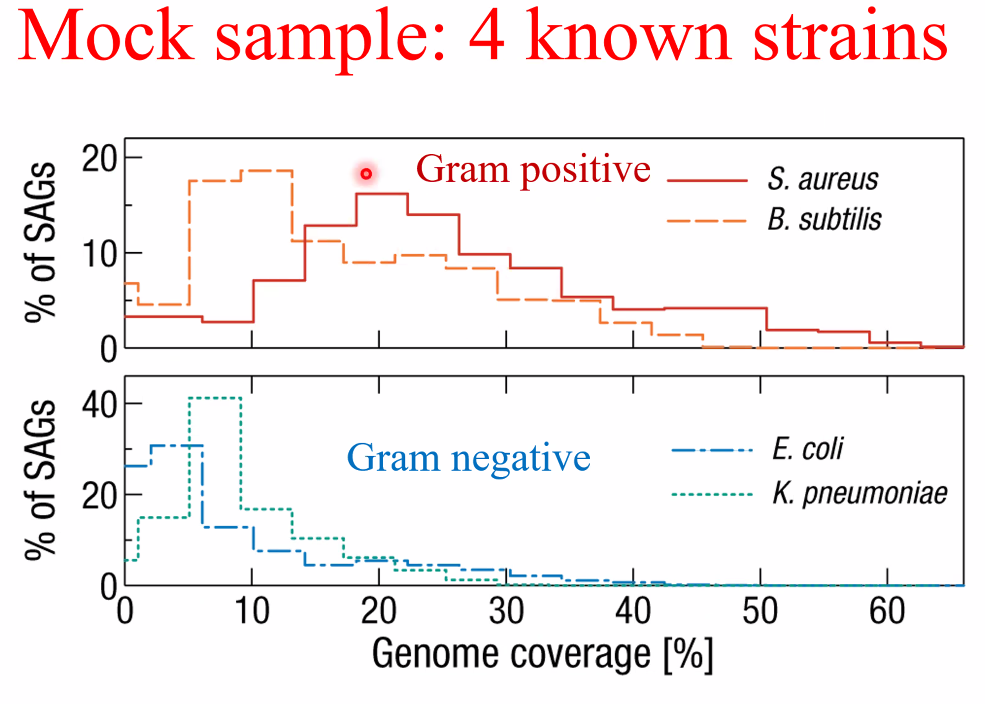 Mock sample: 4 known strains
20
10
0
% of SAGs
Gram positive
S. aureus
B. subtilis
40
20
0
% of SAGs
Gram negative
E. coli
K. pneumoniae
0 10 20 30 40 50 60
Genome coverage [%]